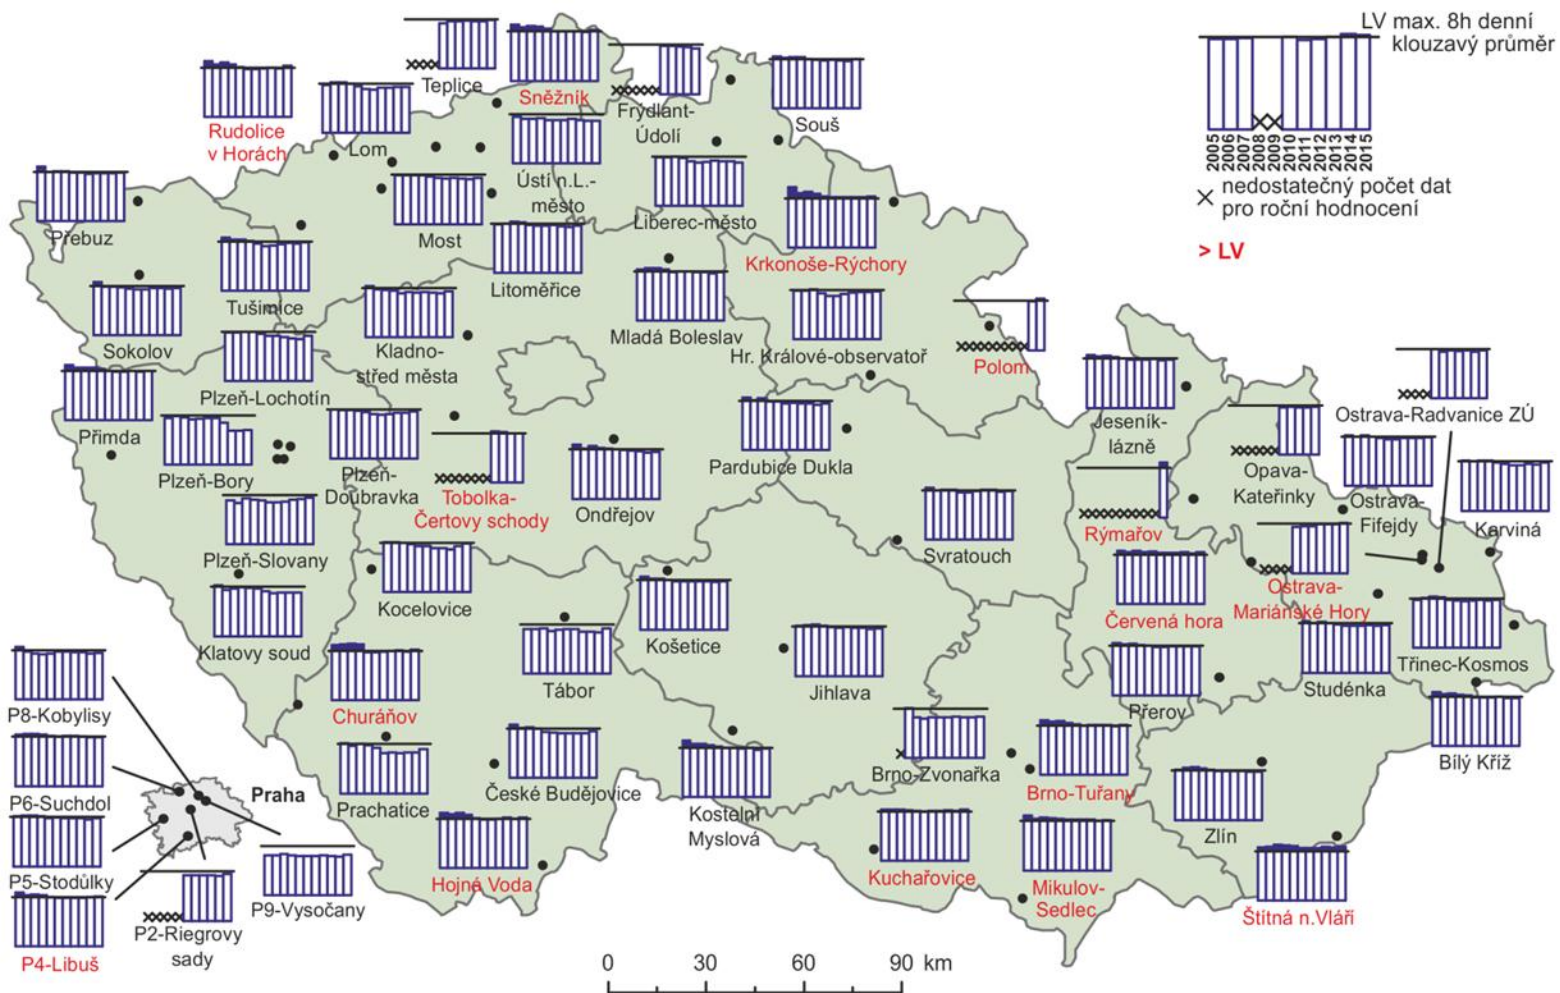 LV max. 8h denní
klouzavý průměr
2005
2006
2007
2008
2009
2010
2011
2012
2013
2014
2015
nedostatečný počet dat
pro roční hodnocení
> LV
Teplice
Sněžník
Frýdlant-
Údolí
Souš
Rudolice
v Horách
Lom
Ústí n.L.-
město
Liberec-město
Přebuz
Most
Krkonoše-Rýchory
Tušimice
Litoměřice
Mladá Boleslav
Sokolov
Kladno-
střed města
Hr. Králové-observatoř
Polom
Plzeň-Lochotín
Jeseník-
lázně
Ostrava-Radvanice ZÚ
Přimda
Plzeň-Bory
Plzeň-
Doubravka
Tobolka-
Čertovy schody
Ondřejov
Pardubice Dukla
Opava-
Kateřinky
Ostrava-
Fifejdy
Karviná
Plzeň-Slovany
Svratouch
Rýmařov
Ostrava-
Mariánské Hory
Kocelovice
Červená hora
Klatovy soud
Košetice
Třinec-Kosmos
Tábor
Jihlava
Studénka
Churáňov
Přerov
P8-Kobylisy
Bílý Kříž
Brno-Zvonařka
Brno-Tuřany
České Budějovice
P6-Suchdol
Praha
Prachatice
Kostelní
Myslová
Zlín
P5-Stodůlky
Hojná Voda
Kuchařovice
Mikulov-
Sedlec
P9-Vysočany
Štítná n.Vláří
P2-Riegrovy
sady
P4-Libuš
0 30 60 90 km